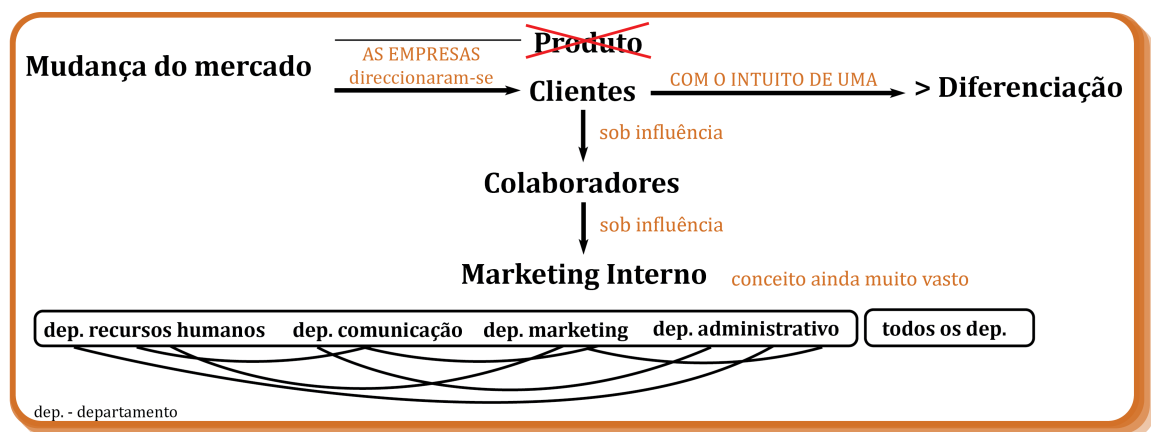 Produto
AS EMPRESAS
Mudança do mercado
direccionaram-se
COM O INTUITO DE UMA
> Diferenciação
Clientes
sob influência
Colaboradores
sob influência
Marketing Interno
conceito ainda muito vasto
dep. recursos humanos dep. comunicação dep. marketing dep. administrativo todos os dep.
dep. - departamento